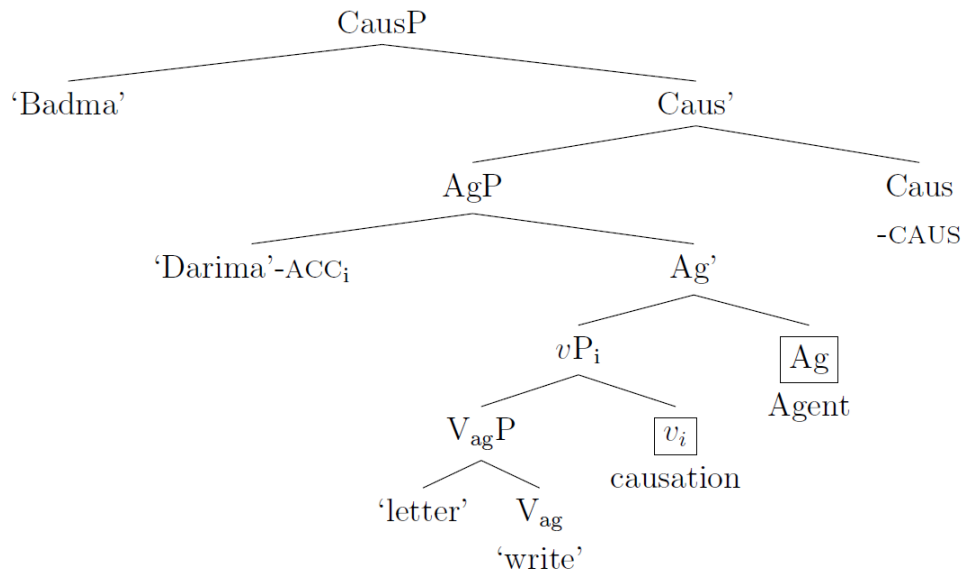 CausP
‘Badma’ Caus’
AgP Caus
-CAUS
‘Darima’-ACCi Ag’
vPi Ag
Agent
VagP vi
causation
‘letter’ Vag
‘write’